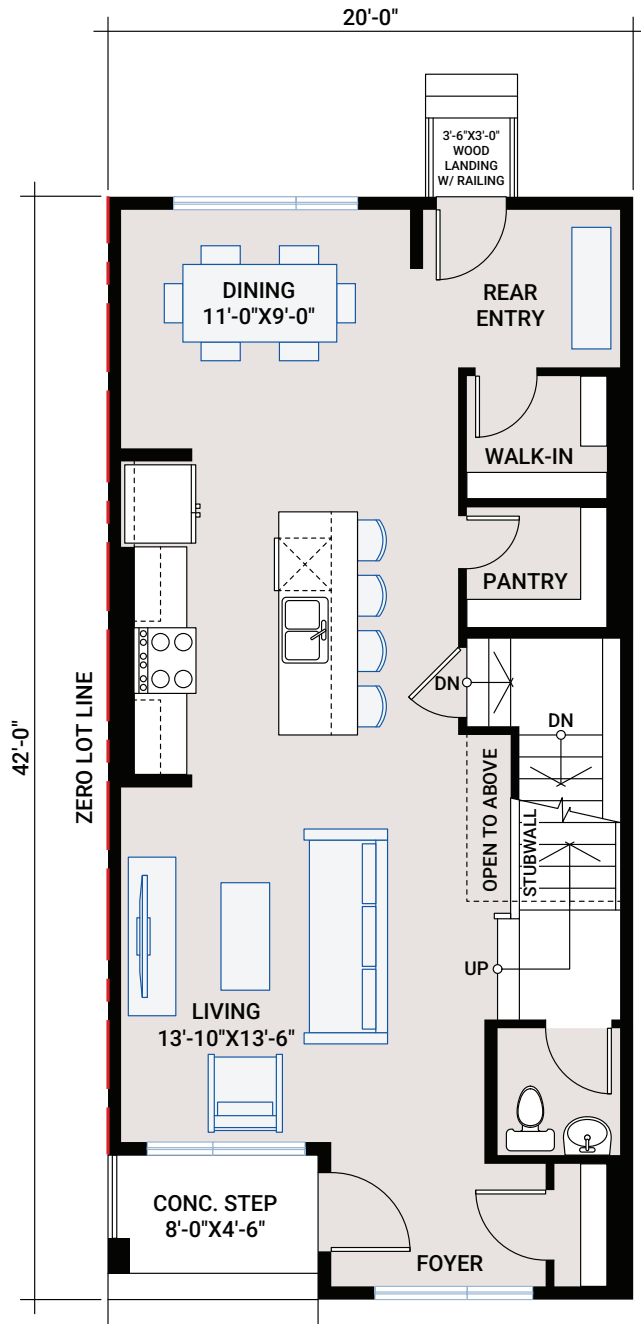 20'-0"
3'-6"X3'-0"
WOOD
LANDING
W/ RAILING
DINING
11'-0"X9'-0"
REAR
ENTRY
WALK-IN
PANTRY
DN
DN
42'-0"
ZERO LOT LINE
OPEN TO ABOVE
STUBWALL
UP
LIVING
13'-10"X13'-6"
CONC. STEP
8'-0"X4'-6"
FOYER